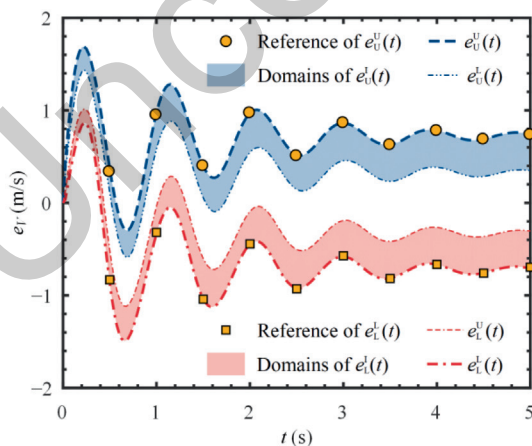 2
Reference of e_U^U(t) e_U^U(t)
Domains of e_U^I(t) e_U^L(t)
1
0
e_Γ (m/s)
−1
Reference of e_L^L(t) e_L^U(t)
Domains of e_L^I(t) e_L^L(t)
−2
0 1 2 3 4 5
t (s)